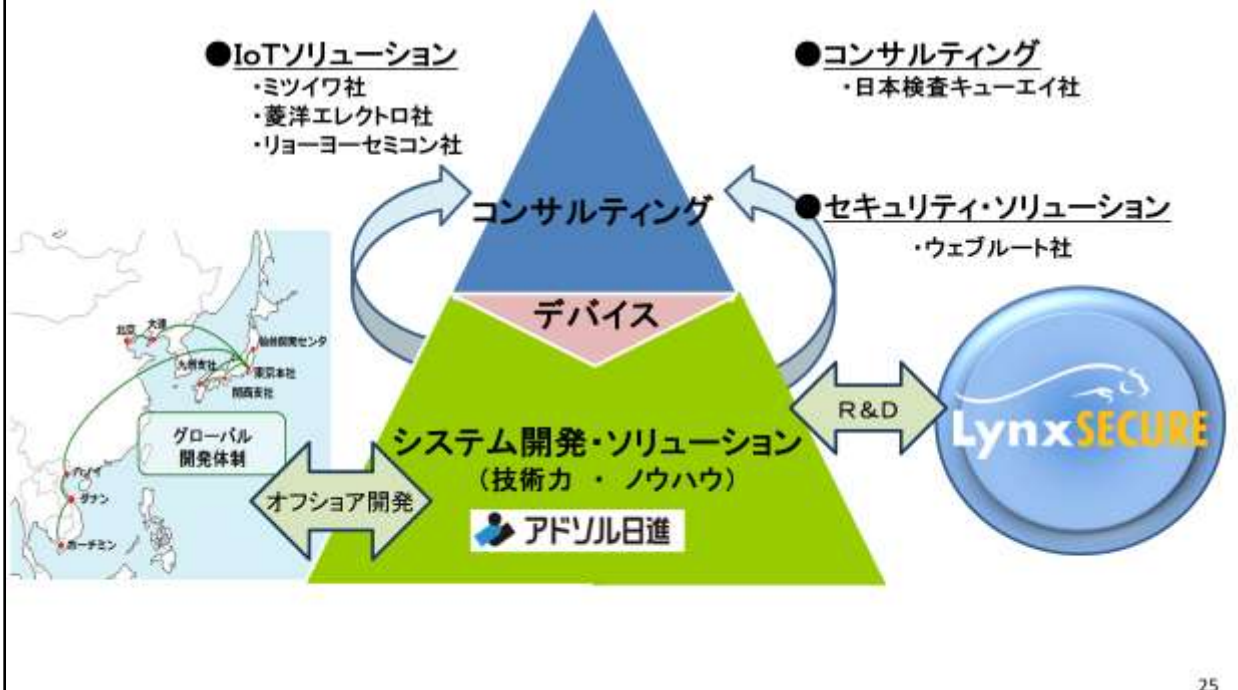 ●IoTソリューション
・ミツイワ社
・菱洋エレクトロ社
・リョーヨーセミコン社
●コンサルティング
・日本検査キューエイ社
●セキュリティ・ソリューション
・ウェブルート社
コンサルティング
デバイス
システム開発・ソリューション
(技術力 ・ ノウハウ)
アドソル日進
R&D
LynxSECURE
オフショア開発
グローバル
開発体制
北京
大連
仙台開発センタ
九州支社
東京本社
関西支社
ハノイ
ダナン
ホーチミン
25